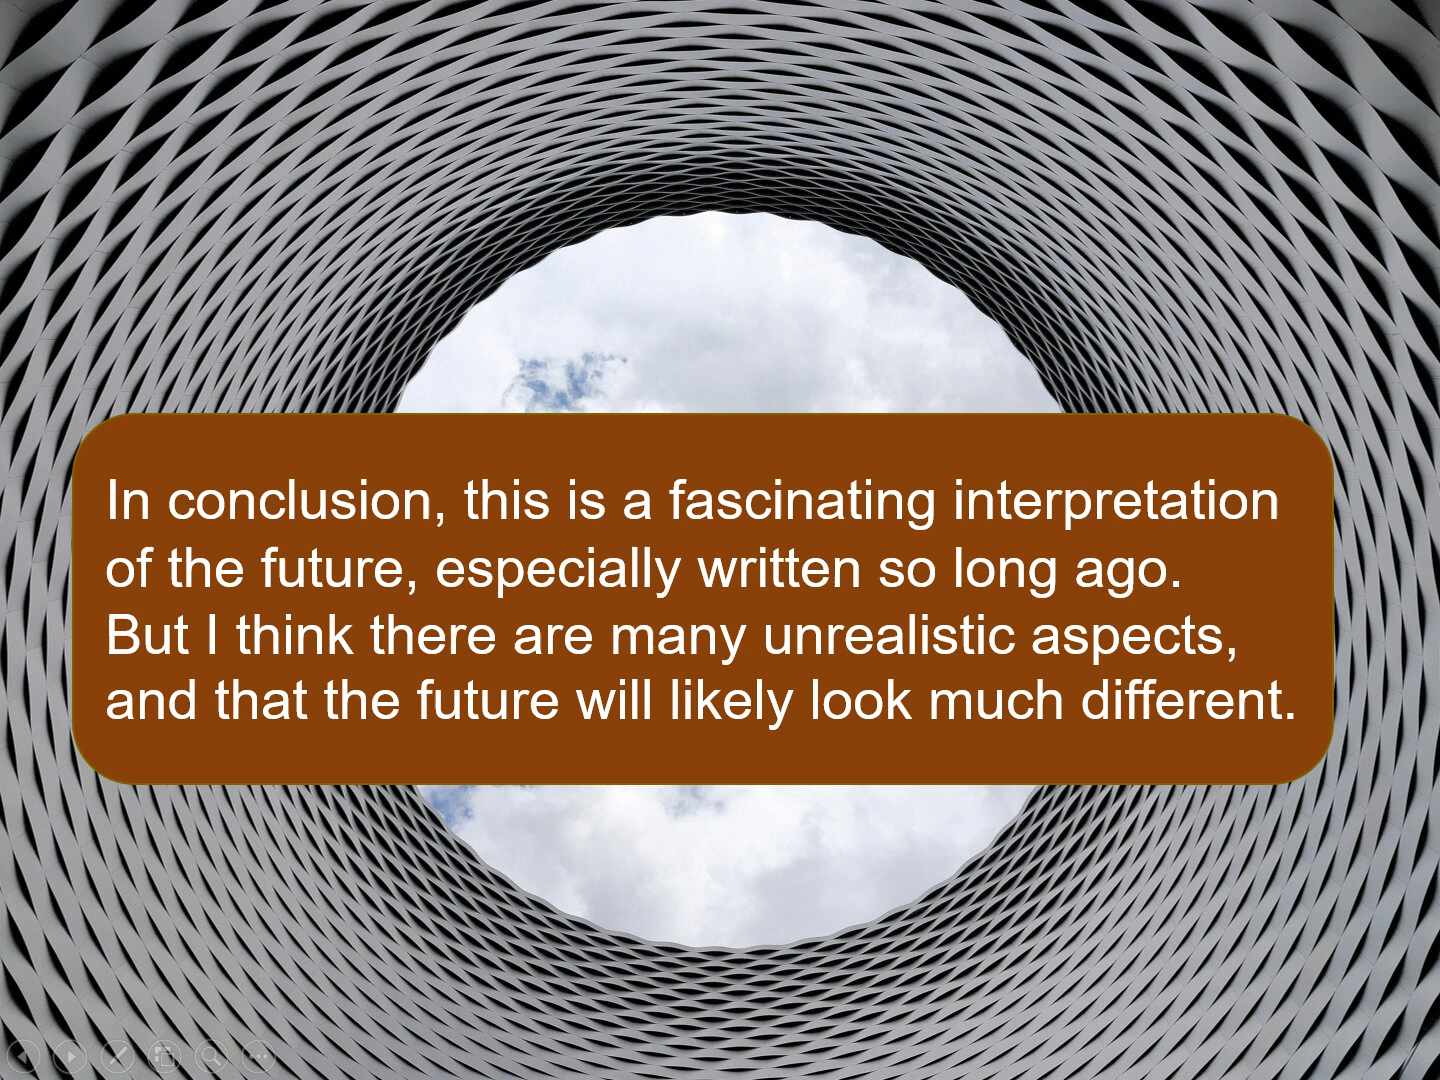 In conclusion, this is a fascinating interpretation
of the future, especially written so long ago.
But I think there are many unrealistic aspects,
and that the future will likely look much different.